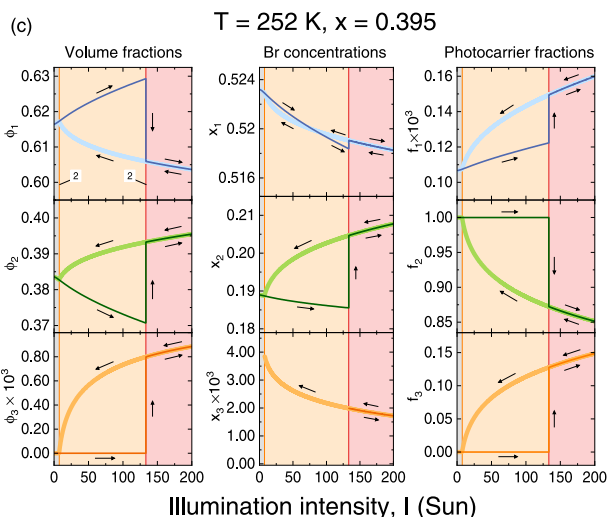 (c)
T = 252 K, x = 0.395
Volume fractions
Br concentrations
Photocarrier fractions
ϕ1
0.63
0.62
0.61
0.60
2
2
x1
0.524
0.520
0.516
f1×10³
0.16
0.14
0.12
0.10
ϕ2
0.40
0.39
0.38
0.37
x2
0.21
0.20
0.19
0.18
f2
1.00
0.95
0.90
0.85
ϕ3 × 10³
0.80
0.60
0.40
0.20
0.00
x3 × 10³
4.00
3.00
2.00
1.00
0.00
f3
0.15
0.10
0.05
0.00
0 50 100 150 200
0 50 100 150 200
0 50 100 150 200
Illumination intensity, I (Sun)